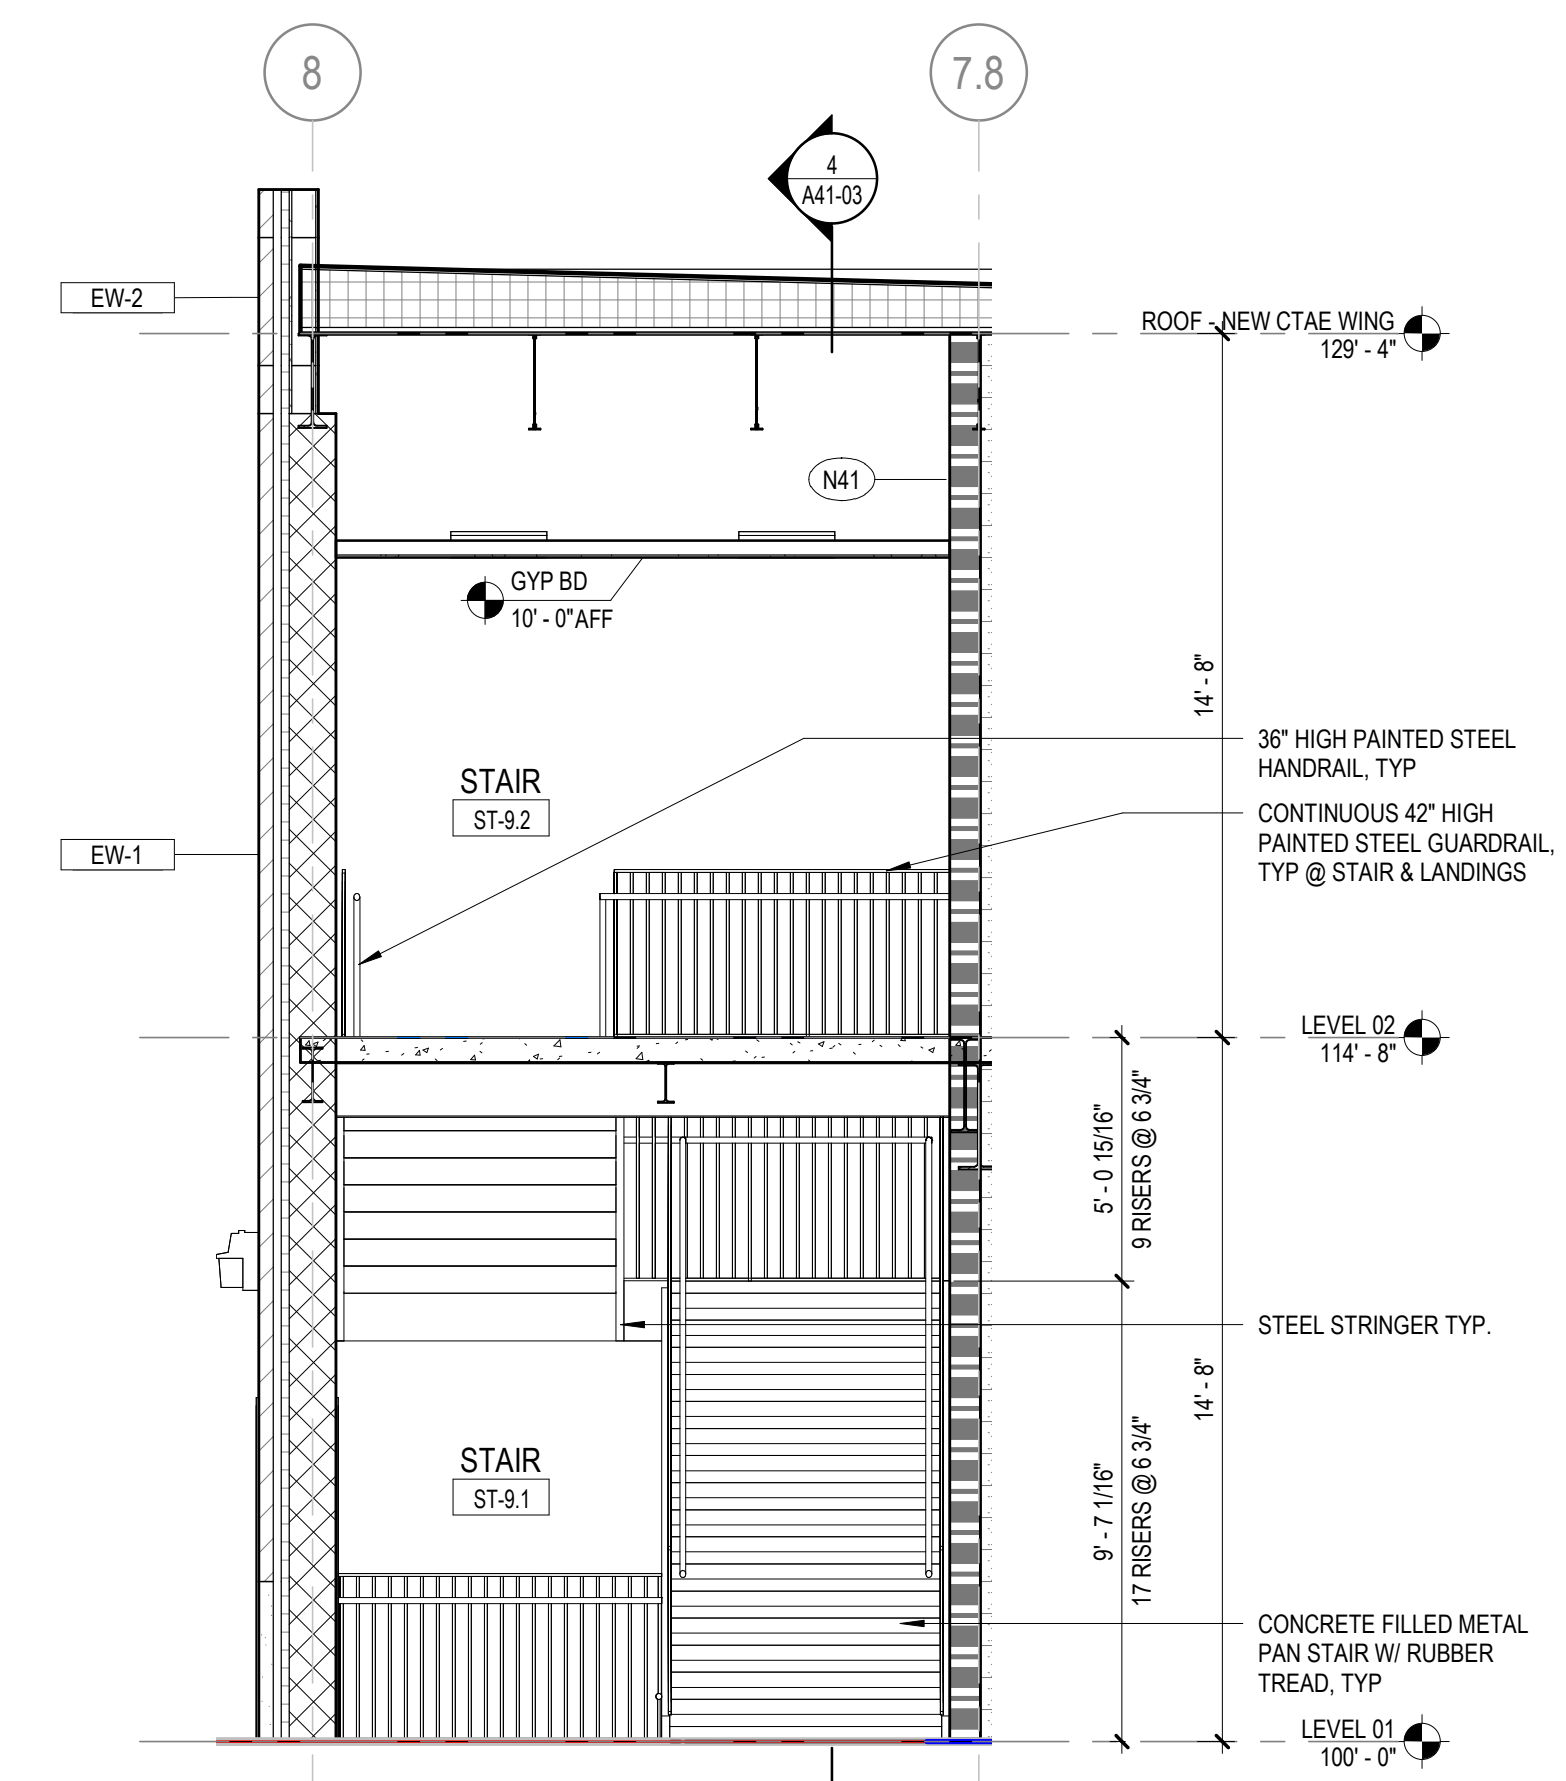 8
7.8
4
A41-03
EW-2
ROOF - NEW CTAE WING
129' - 4"
N41
GYP BD
10' - 0" AFF
14' - 8"
36" HIGH PAINTED STEEL
HANDRAIL, TYP
STAIR
ST-9.2
CONTINUOUS 42" HIGH
PAINTED STEEL GUARDRAIL,
TYP @ STAIR & LANDINGS
EW-1
LEVEL 02
114' - 8"
5' - 0 15/16"
9 RISERS @ 6 3/4"
STEEL STRINGER TYP.
14' - 8"
STAIR
ST-9.1
9' - 7 1/16"
17 RISERS @ 6 3/4"
CONCRETE FILLED METAL
PAN STAIR W/ RUBBER
TREAD, TYP
LEVEL 01
100' - 0"